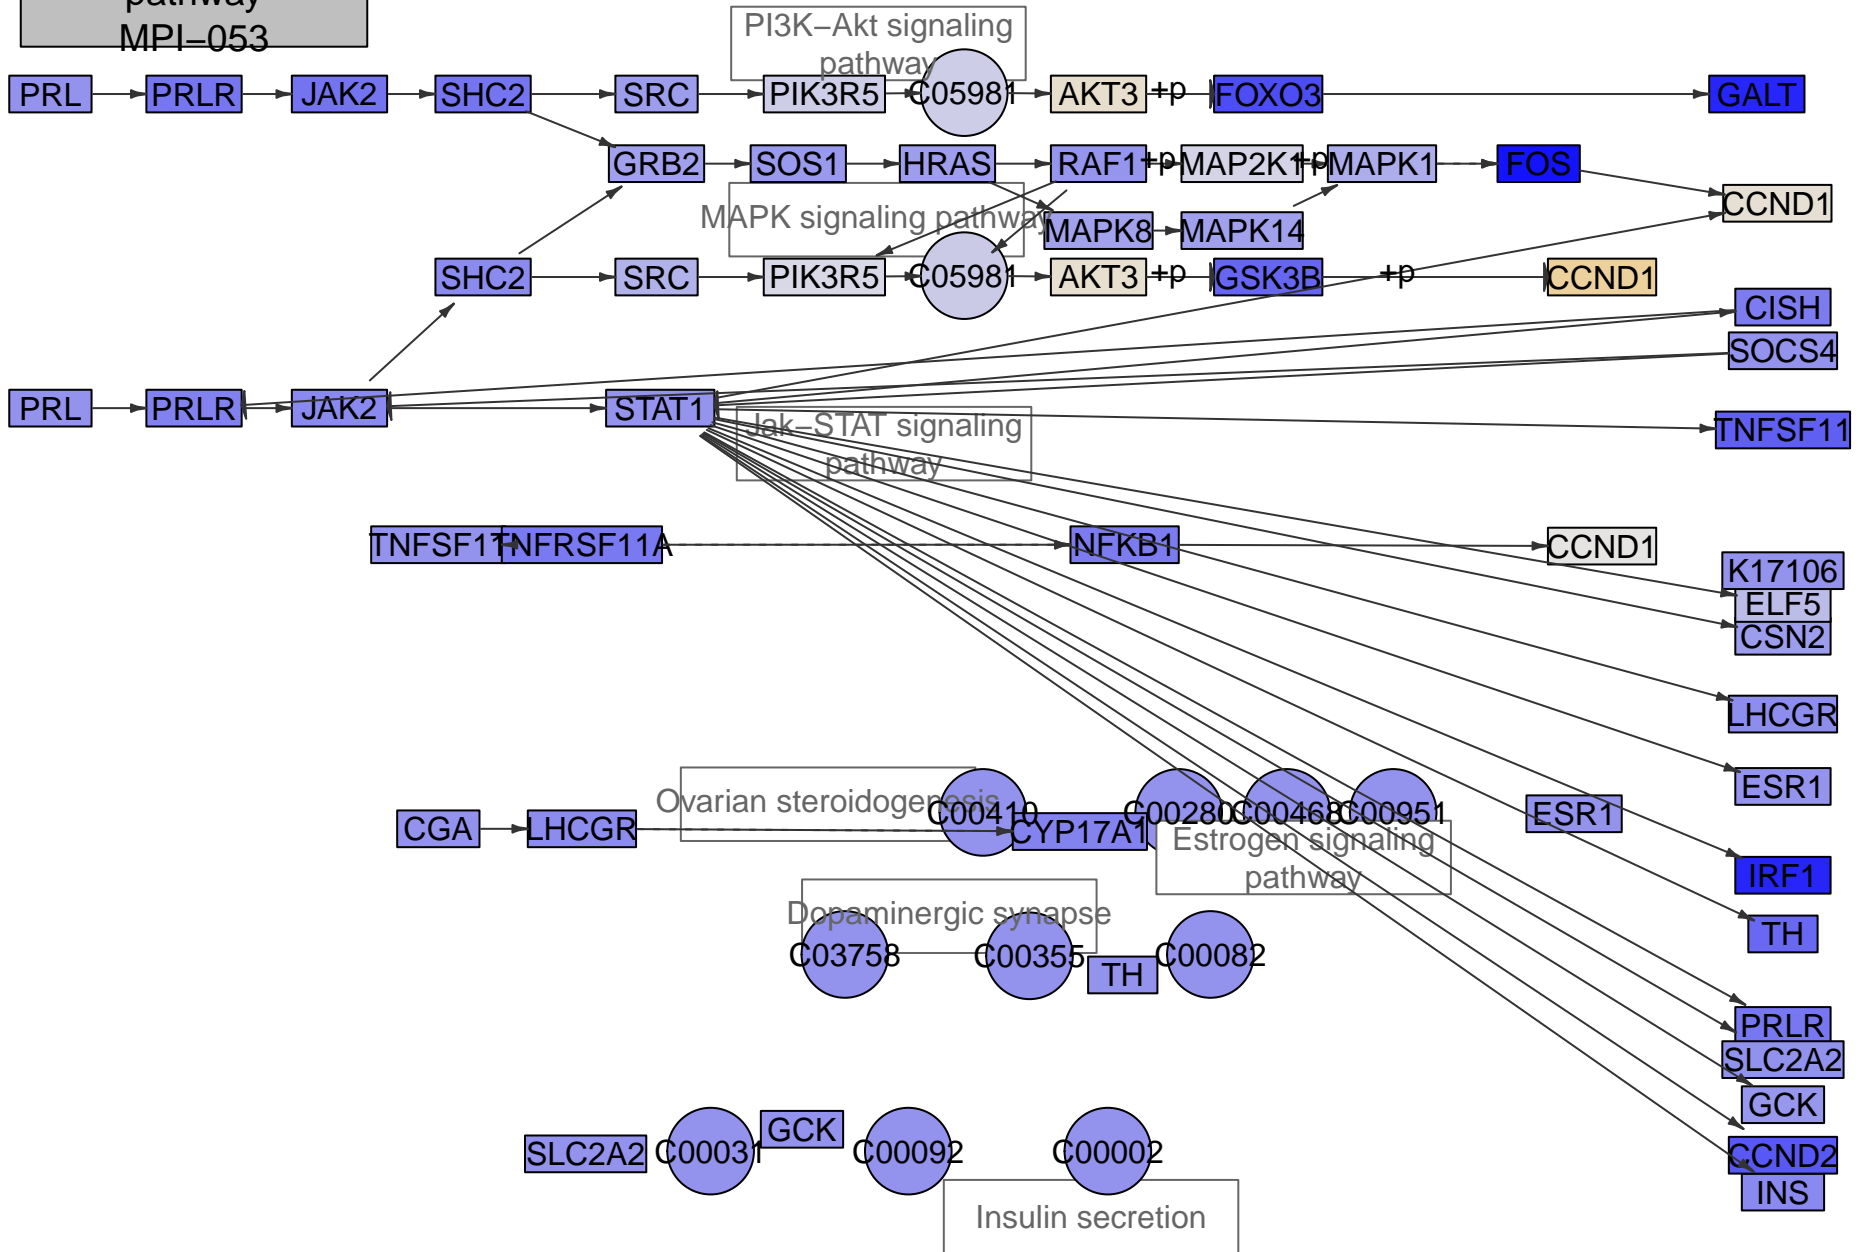 pathway
MPI−053
PI3K−Akt signaling
pathway
PRL
PRLR
JAK2
SHC2
SRC
PIK3R5
C05981
AKT3
+p
FOXO3
GALT
GRB2
SOS1
HRAS
RAF1
+p
MAP2K1
+p
MAPK1
FOS
CCND1
MAPK signaling pathway
MAPK8
MAPK14
SHC2
SRC
PIK3R5
C05981
AKT3
+p
GSK3B
+p
CCND1
CISH
SOCS4
PRL
PRLR
JAK2
STAT1
Jak−STAT signaling
pathway
TNFSF11
TNFSF11
TNFRSF11A
NFKB1
CCND1
K17106
ELF5
CSN2
LHCGR
ESR1
Ovarian steroidogenesis
C00410
C00280
C00468
C00951
ESR1
CGA
LHCGR
CYP17A1
Estrogen signaling
pathway
IRF1
Dopaminergic synapse
TH
C03758
C00355
TH
C00082
PRLR
SLC2A2
GCK
SLC2A2
C00031
GCK
C00092
C00002
CCND2
INS
Insulin secretion